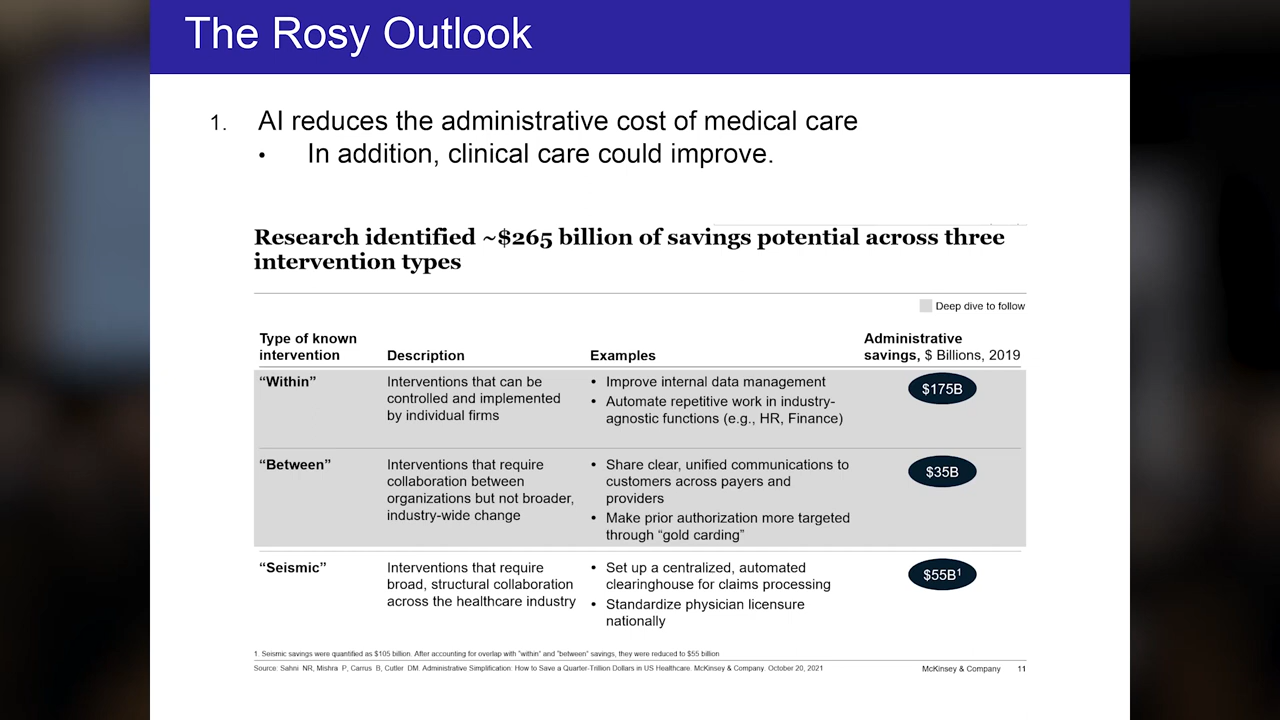 The Rosy Outlook
1. AI reduces the administrative cost of medical care
• In addition, clinical care could improve.
Research identified ~$265 billion of savings potential across three
intervention types
Deep dive to follow
Type of known
intervention
Description
Examples
Administrative
savings, $ Billions, 2019
“Within”
Interventions that can be
controlled and implemented
by individual firms
• Improve internal data management
• Automate repetitive work in industry-
agnostic functions (e.g., HR, Finance)
$175B
“Between”
Interventions that require
collaboration between
organizations but not broader,
industry-wide change
• Share clear, unified communications to
customers across payers and
providers
• Make prior authorization more targeted
through “gold carding”
$35B
“Seismic”
Interventions that require
broad, structural collaboration
across the healthcare industry
• Set up a centralized, automated
clearinghouse for claims processing
• Standardize physician licensure
nationally
$55B¹
1. Seismic savings were quantified as $105 billion. After accounting for overlap with “within” and “between” savings, they were reduced to $55 billion
Source: Sahni NR, Mishra P, Carrus B, Cutler DM. Administrative Simplification: How to Save a Quarter-Trillion Dollars in US Healthcare. McKinsey & Company. October 20, 2021
McKinsey & Company 11